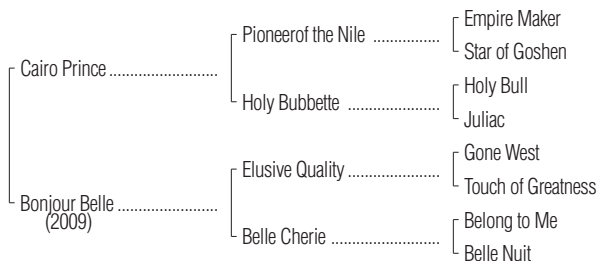 Empire Maker
Pioneerof the Nile ................
Star of Goshen
Cairo Prince ..........................
Holy Bull
Holy Bubbette ......................
Juliac
Gone West
Elusive Quality ......................
Touch of Greatness
Bonjour Belle ........................
(2009)
Belong to Me
Belle Cherie ..........................
Belle Nuit